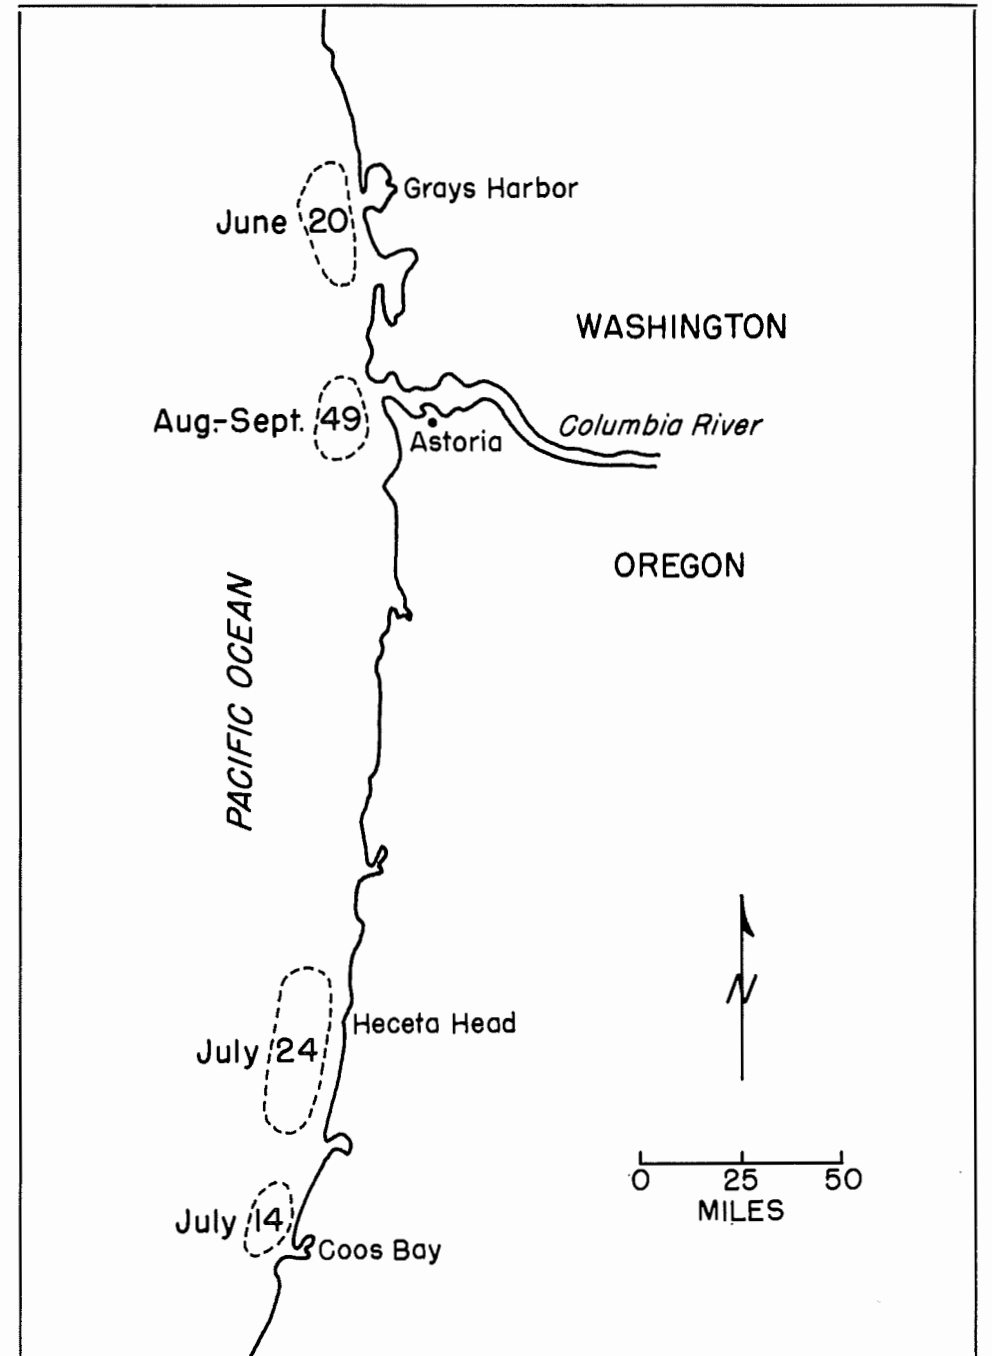 Grays Harbor
June 20
WASHINGTON
Aug.-Sept. 49
Columbia River
Astoria
OREGON
PACIFIC OCEAN
N
Heceta Head
July 24
0 25 50
MILES
July 14
Coos Bay